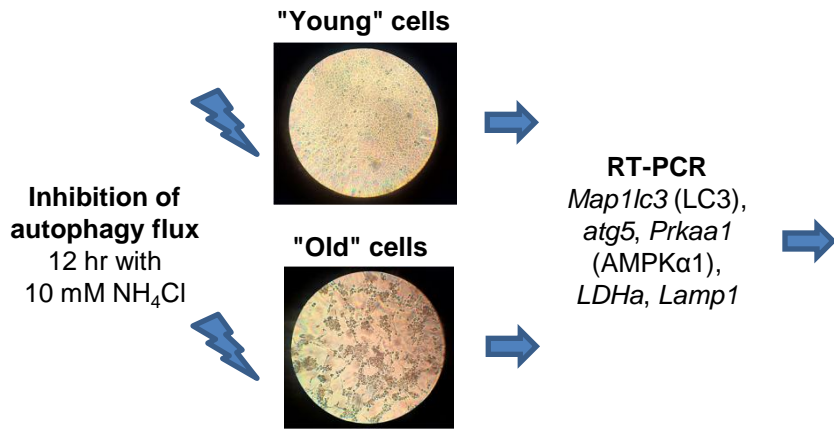 "Young" cells
Inhibition of
autophagy flux
12 hr with
10 mM NH₄Cl
"Old" cells
RT-PCR
Map1lc3 (LC3),
atg5, Prkaa1
(AMPKα1),
LDHa, Lamp1